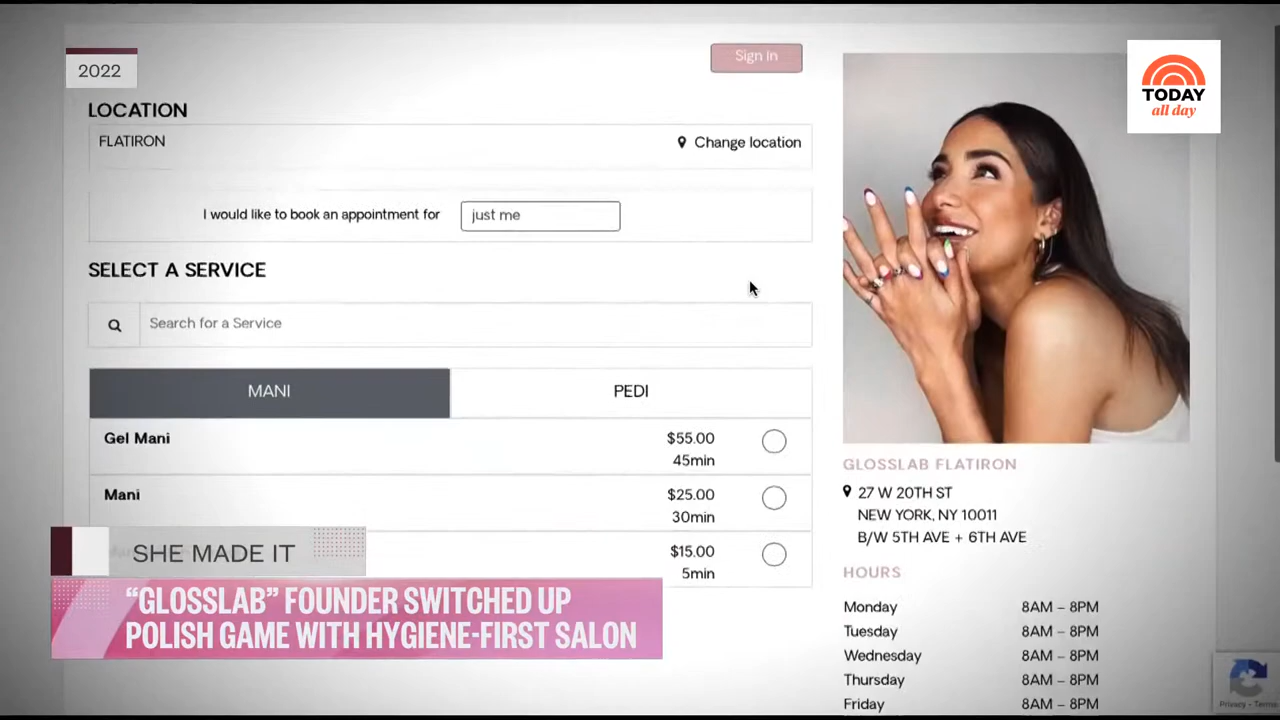 2022
Sign In
TODAY
all day
LOCATION
FLATIRON
Change location
I would like to book an appointment for
just me
SELECT A SERVICE
Search for a Service
MANI
PEDI
Gel Mani
$55.00
45min
Mani
$25.00
30min
$15.00
5min
SHE MADE IT
“GLOSSLAB” FOUNDER SWITCHED UP
POLISH GAME WITH HYGIENE-FIRST SALON
GLOSSLAB FLATIRON
27 W 20TH ST
NEW YORK, NY 10011
B/W 5TH AVE + 6TH AVE
HOURS
Monday 8AM – 8PM
Tuesday 8AM – 8PM
Wednesday 8AM – 8PM
Thursday 8AM – 8PM
Friday 8AM – 8PM
Privacy - Terms